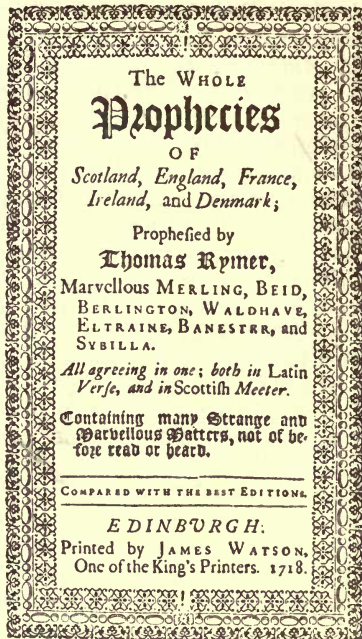 The WHOLE
Prophecies
OF
Scotland, England, France,
Ireland, and Denmark;
Prophesied by
Thomas Rymer,
Marvellous MERLING, BEID,
BERLINGTON, WALDHAVE,
ELTRAINE, BANESTRR, and
SYBILLA.
All agreeing in one; both in Latin
Verse, and in Scottish Meeter.
Containing many Strange and
Marvellous Matters, not of be-
fore read or heard.
COMPARED WITH THE BEST EDITIONS.
EDINBVRGH:
Printed by JAMES WATSON,
One of the King's Printers. 1718.